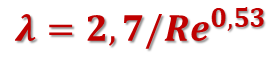 λ = 2,7/Re^0,53